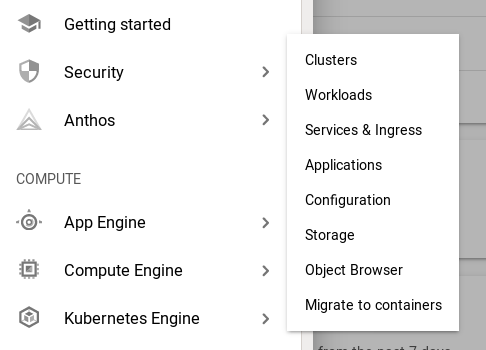 Getting started
Security
Anthos
COMPUTE
App Engine
Compute Engine
Kubernetes Engine
Clusters
Workloads
Services & Ingress
Applications
Configuration
Storage
Object Browser
Migrate to containers
from the past 7 days